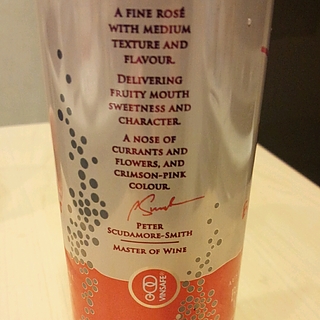 A FINE ROSÉ
WITH MEDIUM
TEXTURE AND
FLAVOUR.
DELIVERING
FRUITY MOUTH
SWEETNESS AND
CHARACTER.
A NOSE OF
CURRANTS AND
FLOWERS, AND
CRIMSON-PINK
COLOUR.
PETER
SCUDAMORE-SMITH
MASTER OF WINE
VINSAFE